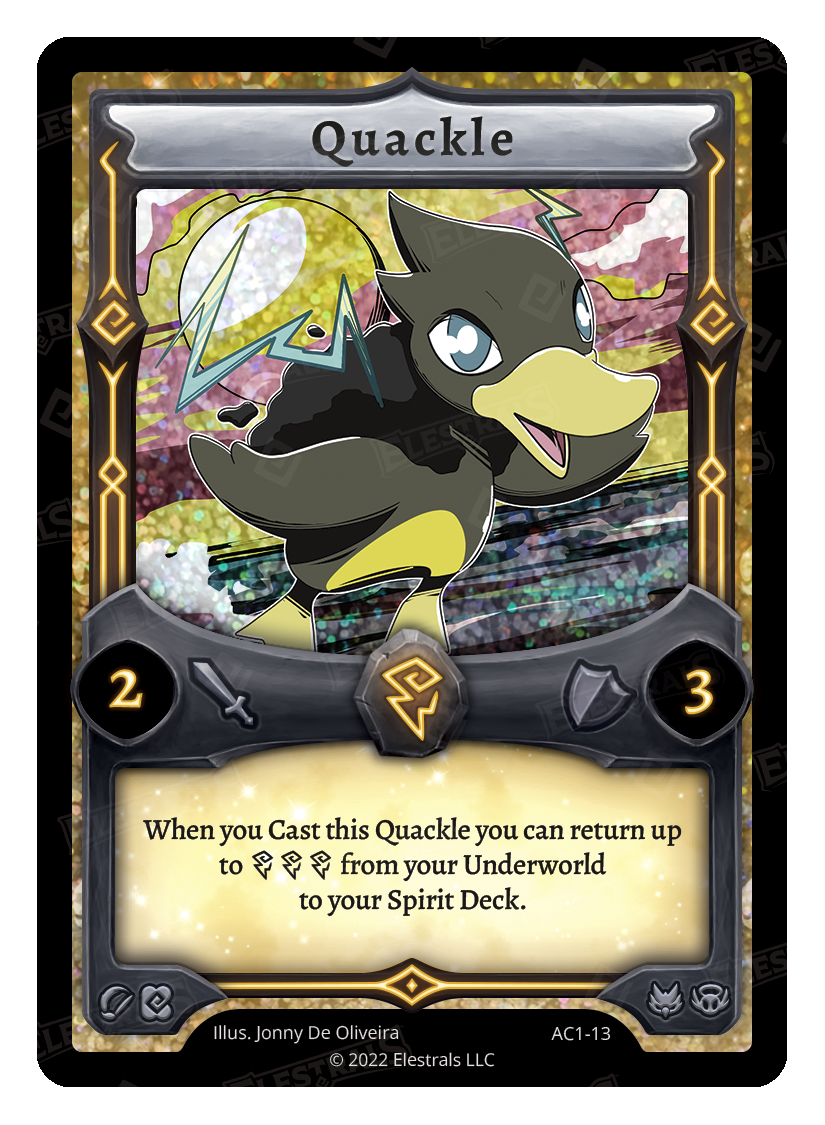 Quackle
2
3
When you Cast this Quackle you can return up
to from your Underworld
to your Spirit Deck.
Illus. Jonny De Oliveira
AC1-13
© 2022 Elestrals LLC
ELESTRALS